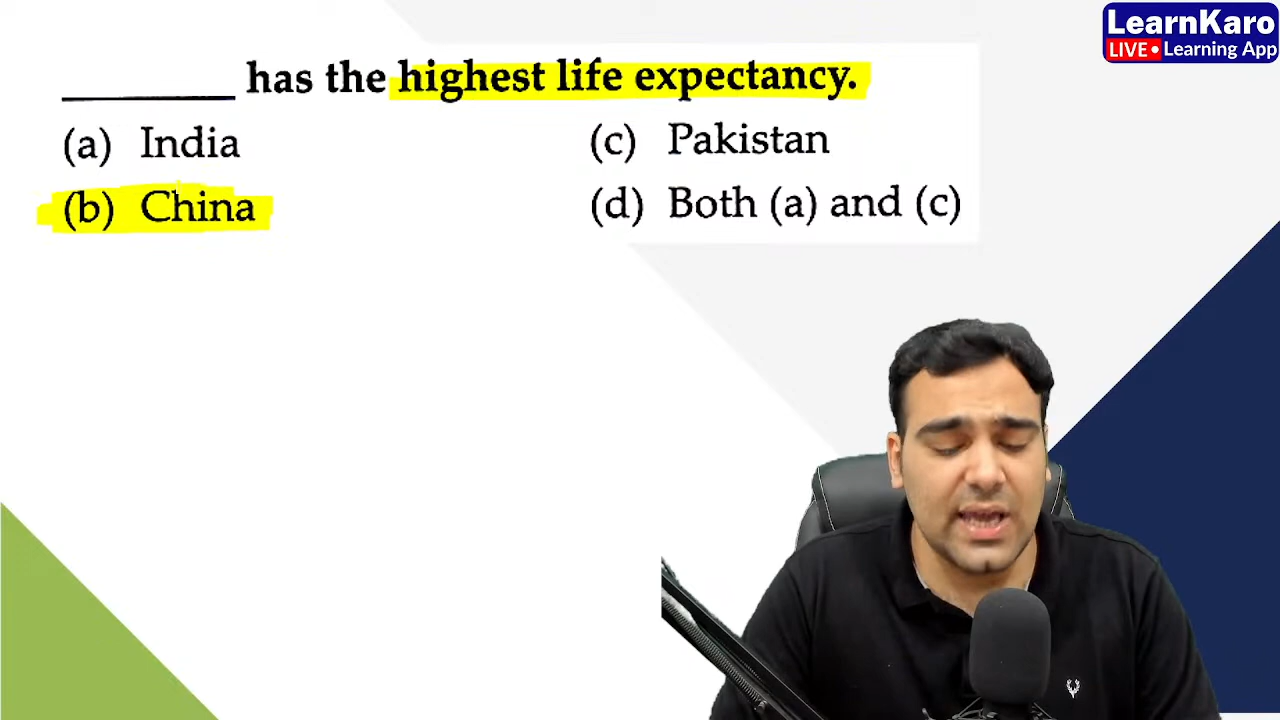 LearnKaro
LIVE • Learning App
________ has the highest life expectancy.
(a) India
(c) Pakistan
(b) China
(d) Both (a) and (c)